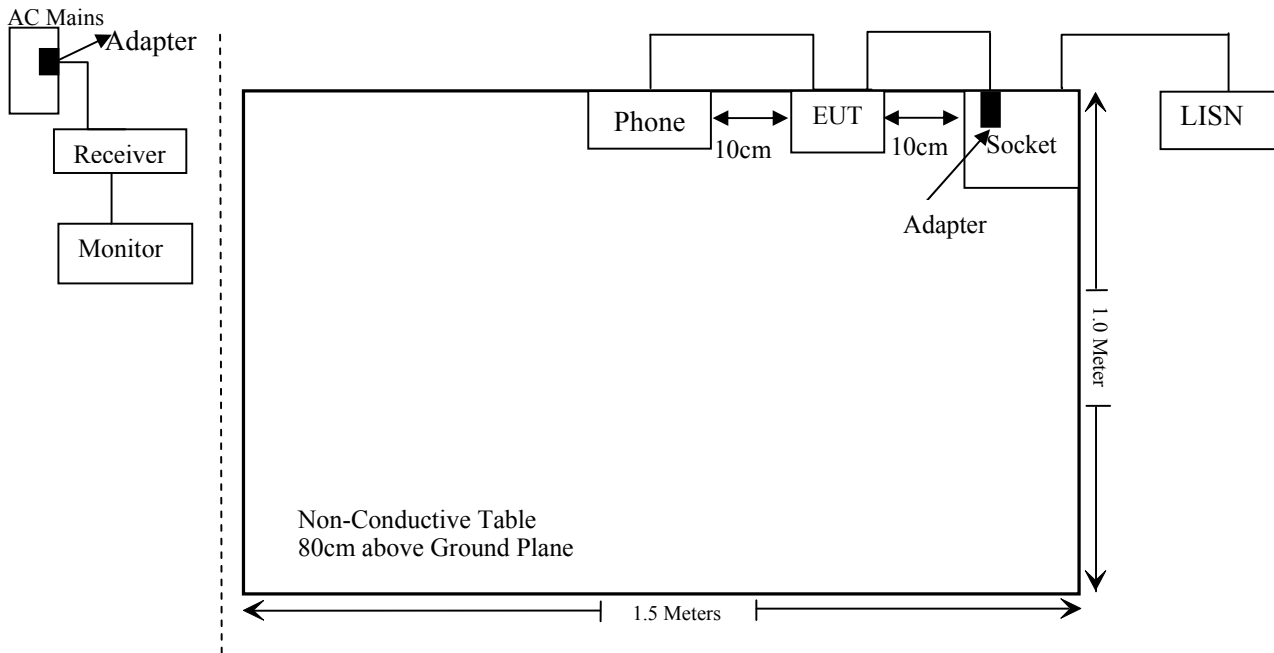 AC Mains
Adapter
Receiver
Monitor
Phone
10cm
EUT
10cm
Socket
Adapter
LISN
1.0 Meter
Non-Conductive Table
80cm above Ground Plane
1.5 Meters